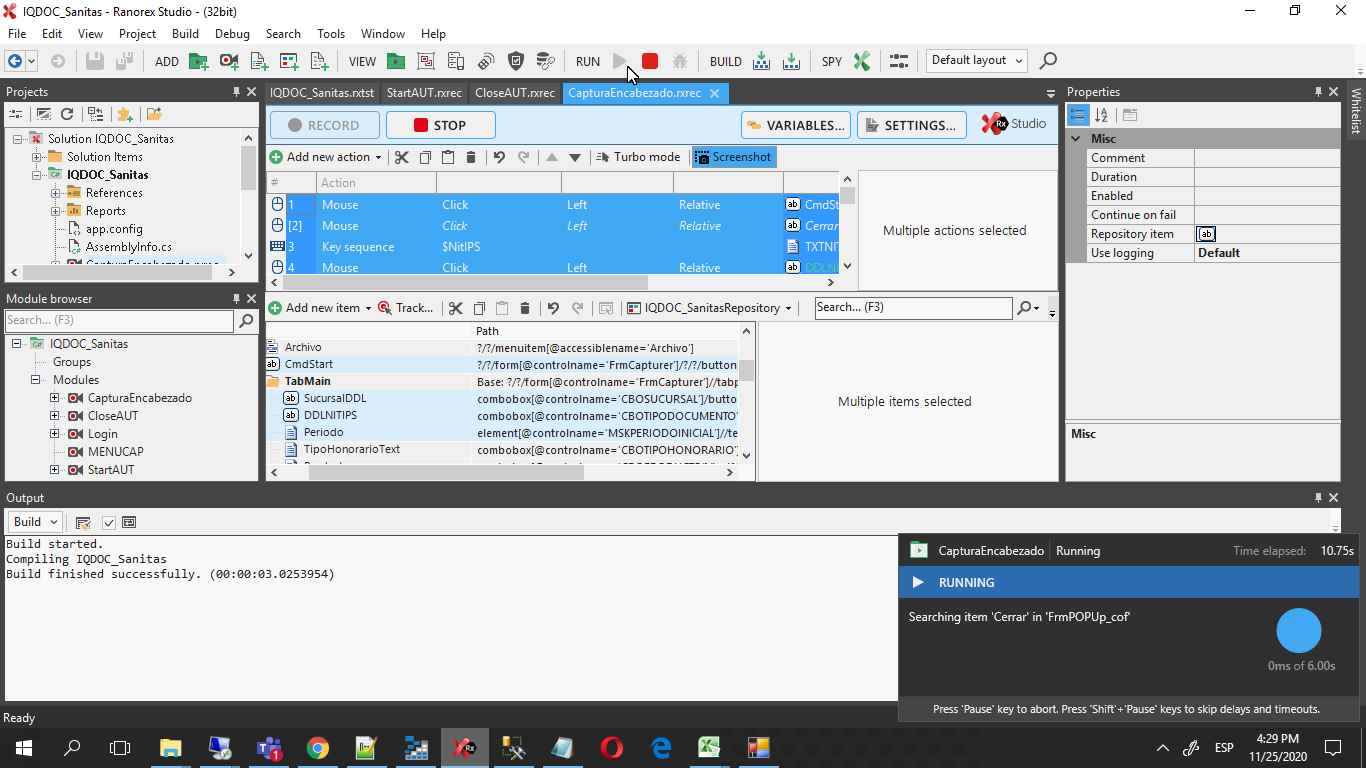 IQDOC_Sanitas - Ranorex Studio - (32bit)
File Edit View Project Build Debug Search Tools Window Help
ADD VIEW RUN BUILD SPY Default layout
Projects
Solution IQDOC_Sanitas
Solution Items
IQDOC_Sanitas
References
Reports
app.config
AssemblyInfo.cs
CapturaEncabezado.rxrec
Module browser
Search... (F3)
IQDOC_Sanitas
Groups
Modules
CapturaEncabezado
CloseAUT
Login
MENUCAP
StartAUT
IQDOC_Sanitas.rxtst StartAUT.rxrec CloseAUT.rxrec CapturaEncabezado.rxrec
RECORD STOP VARIABLES... SETTINGS... Rx Studio
Add new action Turbo mode Screenshot
# Action
1 Mouse Click Left Relative CmdSt
[2] Mouse Click Left Relative Cerrar
3 Key sequence $NitIPS TXTNI
4 Mouse Click Left Relative DDLNI
Multiple actions selected
Add new item Track... IQDOC_SanitasRepository Search... (F3)
Path
Archivo ?/?/menuitem[@accessiblename='Archivo']
CmdStart ?/?/form[@controlname='FrmCapturer']/?/?/button
TabMain Base: ?/?/form[@controlname='FrmCapturer']//tabp
SucursalDDL combobox[@controlname='CBOSUCURSAL']/butto
DDLNITIPS combobox[@controlname='CBOTIPODOCUMENTO'
Periodo element[@controlname='MSKPERIODOINICIAL']//te
TipoHonorarioText combobox[@controlname='CBOTIPOHONORARIO']
Multiple items selected
Properties
Misc
Comment
Duration
Enabled
Continue on fail
Repository item ab
Use logging Default
Misc
Whitelist
Output
Build
Build started.
Compiling IQDOC_Sanitas
Build finished successfully. (00:00:03.0253954)
CapturaEncabezado Running Time elapsed: 10.75s
RUNNING
Searching item 'Cerrar' in 'FrmPOPUp_cof'
0ms of 6.00s
Press 'Pause' key to abort. Press 'Shift'+'Pause' keys to skip delays and timeouts.
Ready
ESP
4:29 PM
11/25/2020